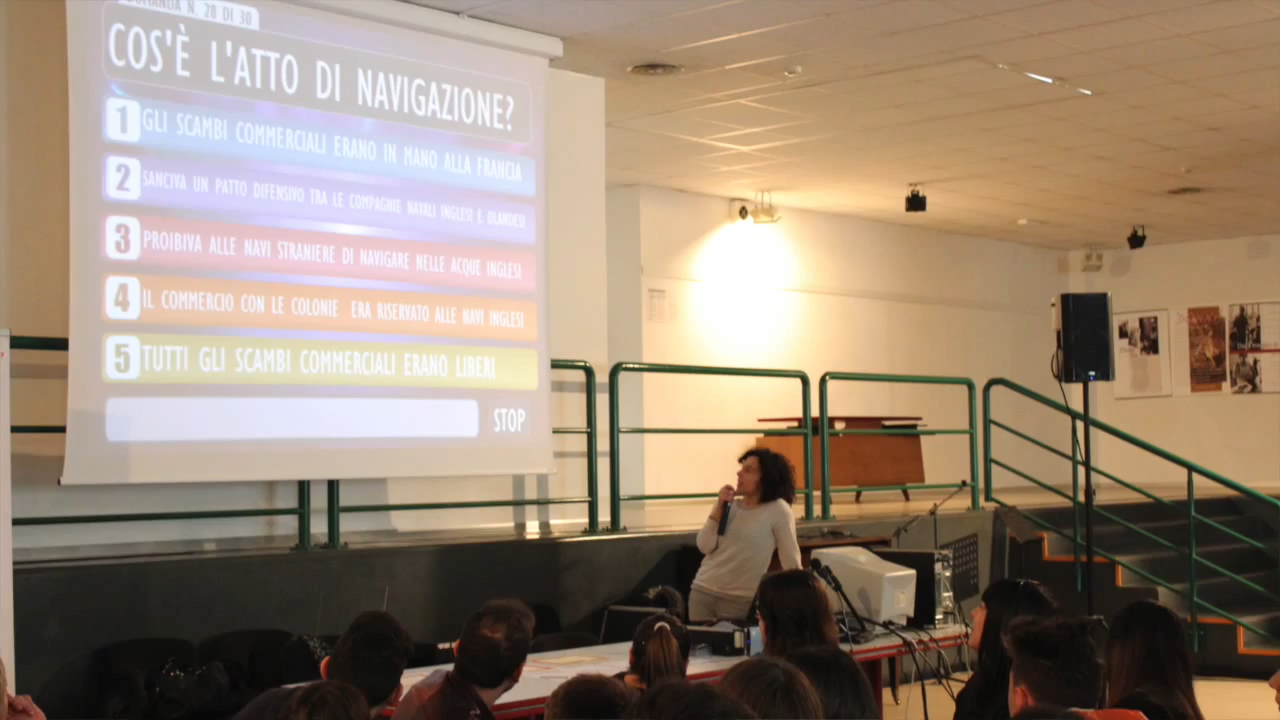 DOMANDA N. 28 DI 30
COS'È L'ATTO DI NAVIGAZIONE?
1 GLI SCAMBI COMMERCIALI ERANO IN MANO ALLA FRANCIA
2 SANCIVA UN PATTO DIFENSIVO TRA LE COMPAGNIE NAVALI INGLESI E OLANDESI
3 PROIBIVA ALLE NAVI STRANIERE DI NAVIGARE NELLE ACQUE INGLESI
4 IL COMMERCIO CON LE COLONIE ERA RISERVATO ALLE NAVI INGLESI
5 TUTTI GLI SCAMBI COMMERCIALI ERANO LIBERI
STOP